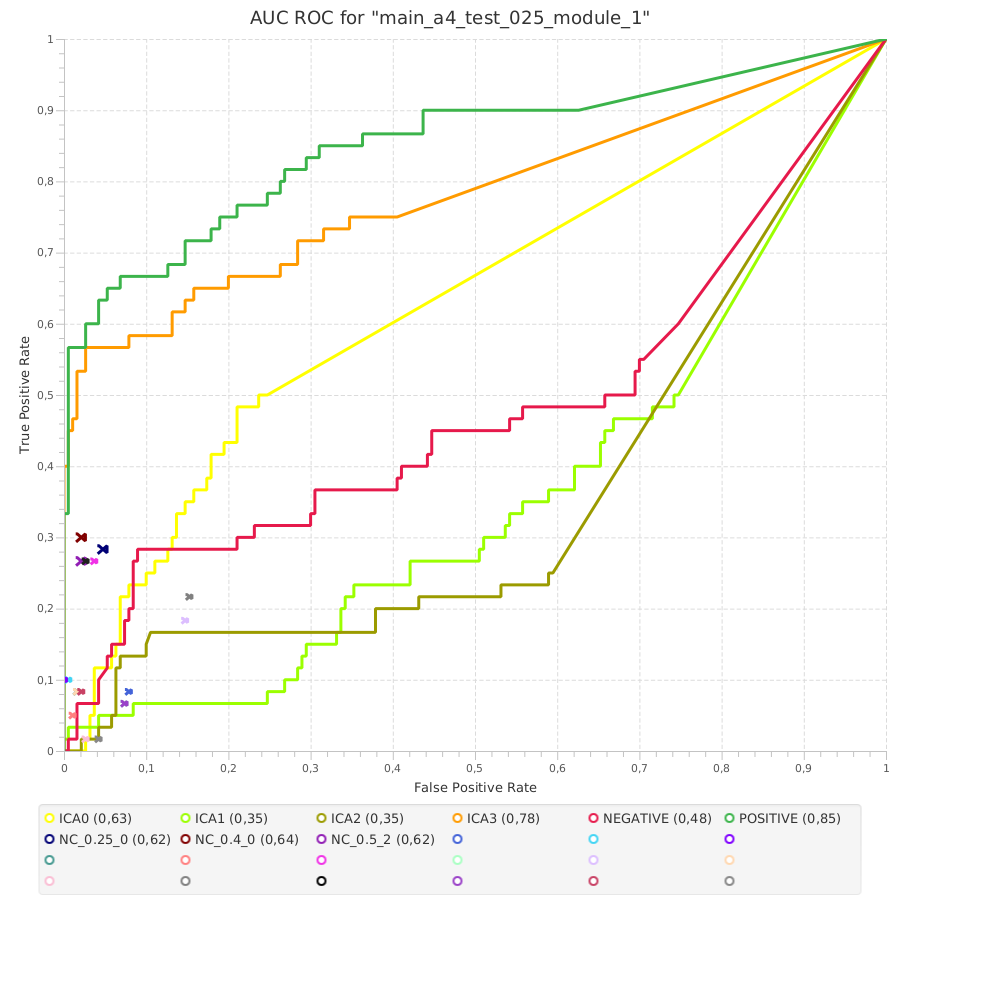 AUC ROC for "main_a4_test_025_module_1"
1
0,9
0,8
0,7
0,6
0,5
0,4
0,3
0,2
0,1
0
True Positive Rate
0 0,1 0,2 0,3 0,4 0,5 0,6 0,7 0,8 0,9 1
False Positive Rate
ICA0 (0,63) ICA1 (0,35) ICA2 (0,35) ICA3 (0,78) NEGATIVE (0,48) POSITIVE (0,85)
NC_0.25_0 (0,62) NC_0.4_0 (0,64) NC_0.5_2 (0,62)